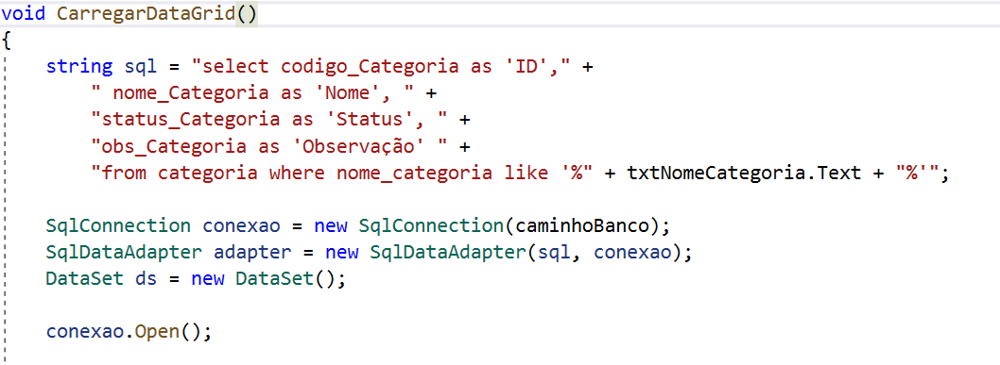 void CarregarDataGrid()
{
    string sql = "select codigo_Categoria as 'ID'," +
        " nome_Categoria as 'Nome', " +
        "status_Categoria as 'Status', " +
        "obs_Categoria as 'Observação' " +
        "from categoria where nome_categoria like '%" + txtNomeCategoria.Text + "%'";
    SqlConnection conexao = new SqlConnection(caminhoBanco);
    SqlDataAdapter adapter = new SqlDataAdapter(sql, conexao);
    DataSet ds = new DataSet();
    conexao.Open();